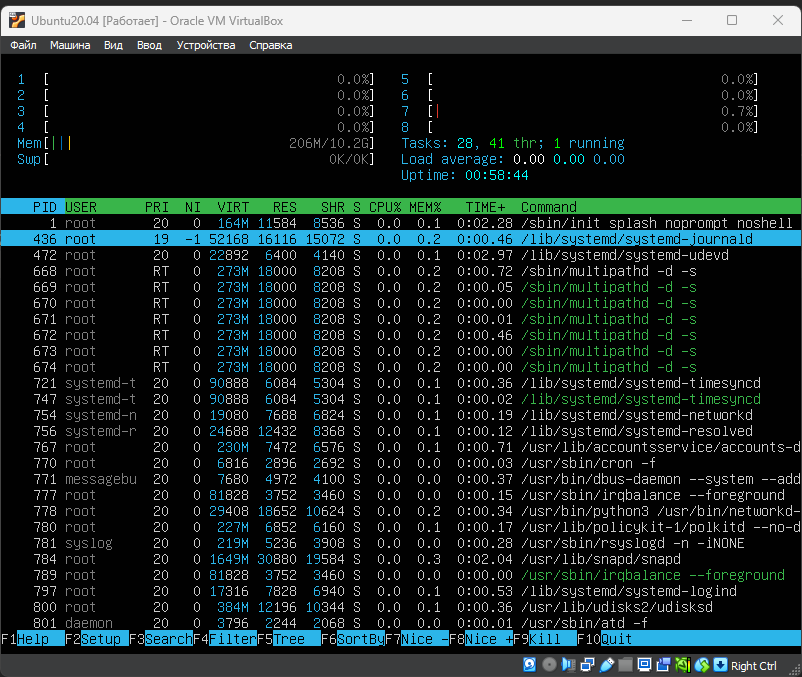 Ubuntu20.04 [Работает] - Oracle VM VirtualBox
Файл Машина Вид Ввод Устройства Справка
1 [ 0.0%] 5 [ 0.0%]
2 [ 0.0%] 6 [ 0.0%]
3 [ 0.0%] 7 [| 0.7%]
4 [ 0.0%] 8 [ 0.0%]
Mem[||| 206M/10.2G] Tasks: 28, 41 thr; 1 running
Swp[ 0K/0K] Load average: 0.00 0.00 0.00
Uptime: 00:58:44
PID USER PRI NI VIRT RES SHR S CPU% MEM% TIME+ Command
1 root 20 0 164M 11584 8536 S 0.0 0.1 0:02.28 /sbin/init splash noprompt noshell
436 root 19 -1 52168 16116 15072 S 0.0 0.2 0:00.46 /lib/systemd/systemd-journald
472 root 20 0 22892 6400 4140 S 0.0 0.1 0:02.97 /lib/systemd/systemd-udevd
668 root RT 0 273M 18000 8208 S 0.0 0.2 0:00.72 /sbin/multipathd -d -s
669 root RT 0 273M 18000 8208 S 0.0 0.2 0:00.05 /sbin/multipathd -d -s
670 root RT 0 273M 18000 8208 S 0.0 0.2 0:00.00 /sbin/multipathd -d -s
671 root RT 0 273M 18000 8208 S 0.0 0.2 0:00.01 /sbin/multipathd -d -s
672 root RT 0 273M 18000 8208 S 0.0 0.2 0:00.46 /sbin/multipathd -d -s
673 root RT 0 273M 18000 8208 S 0.0 0.2 0:00.00 /sbin/multipathd -d -s
674 root RT 0 273M 18000 8208 S 0.0 0.2 0:00.00 /sbin/multipathd -d -s
721 systemd-t 20 0 90888 6084 5304 S 0.0 0.1 0:00.36 /lib/systemd/systemd-timesyncd
747 systemd-t 20 0 90888 6084 5304 S 0.0 0.1 0:00.02 /lib/systemd/systemd-timesyncd
754 systemd-n 20 0 19080 7688 6824 S 0.0 0.1 0:00.19 /lib/systemd/systemd-networkd
756 systemd-r 20 0 24688 12432 8368 S 0.0 0.1 0:00.12 /lib/systemd/systemd-resolved
767 root 20 0 230M 7472 6576 S 0.0 0.1 0:00.71 /usr/lib/accountsservice/accounts-d
770 root 20 0 6816 2896 2692 S 0.0 0.0 0:00.03 /usr/sbin/cron -f
771 messagebu 20 0 7680 4972 4100 S 0.0 0.0 0:00.37 /usr/bin/dbus-daemon --system --add
777 root 20 0 81828 3752 3460 S 0.0 0.0 0:00.15 /usr/sbin/irqbalance --foreground
778 root 20 0 29408 18652 10624 S 0.0 0.2 0:00.34 /usr/bin/python3 /usr/bin/networkd-
780 root 20 0 227M 6852 6160 S 0.0 0.1 0:00.17 /usr/lib/policykit-1/polkitd --no-d
781 syslog 20 0 219M 5236 3908 S 0.0 0.0 0:00.28 /usr/sbin/rsyslogd -n -iNONE
784 root 20 0 1649M 30880 19584 S 0.0 0.3 0:02.04 /usr/lib/snapd/snapd
789 root 20 0 81828 3752 3460 S 0.0 0.0 0:00.00 /usr/sbin/irqbalance --foreground
797 root 20 0 17316 7828 6940 S 0.0 0.1 0:00.53 /lib/systemd/systemd-logind
800 root 20 0 384M 12196 10344 S 0.0 0.1 0:00.36 /usr/lib/udisks2/udisksd
801 daemon 20 0 3796 2244 2068 S 0.0 0.0 0:00.01 /usr/sbin/atd -f
F1Help F2Setup F3SearchF4FilterF5Tree F6SortByF7Nice -F8Nice +F9Kill F10Quit
Right Ctrl